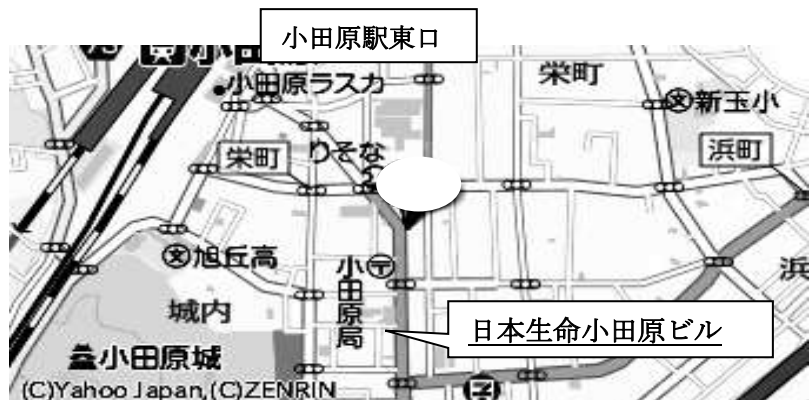 小田原駅東口
小田
小田原ラスカ
栄町
新玉小
りそな
栄町
浜町
旭丘高
小田原局
浜
城内
日本生命小田原ビル
小田原城
(C)Yahoo Japan,(C)ZENRIN